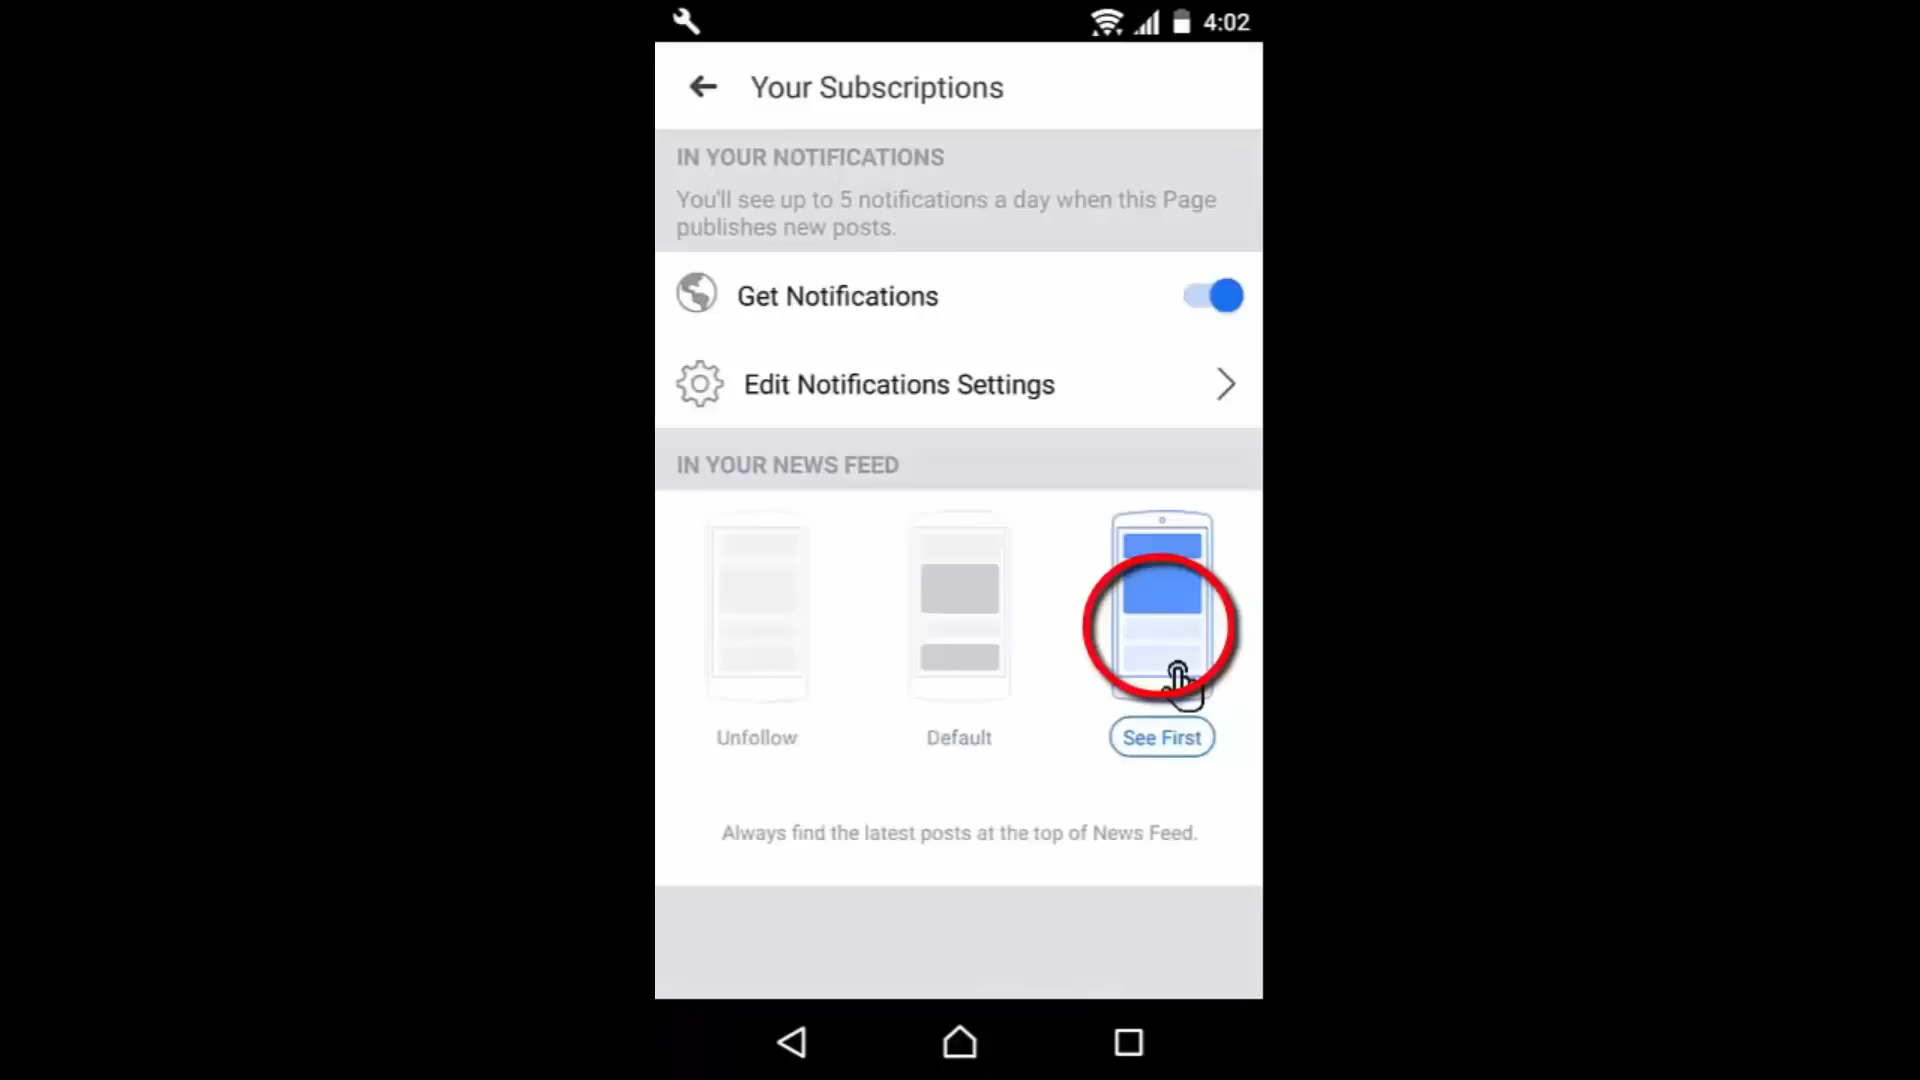 4:02
Your Subscriptions
IN YOUR NOTIFICATIONS
You'll see up to 5 notifications a day when this Page
publishes new posts.
Get Notifications
Edit Notifications Settings
IN YOUR NEWS FEED
Unfollow
Default
See First
Always find the latest posts at the top of News Feed.